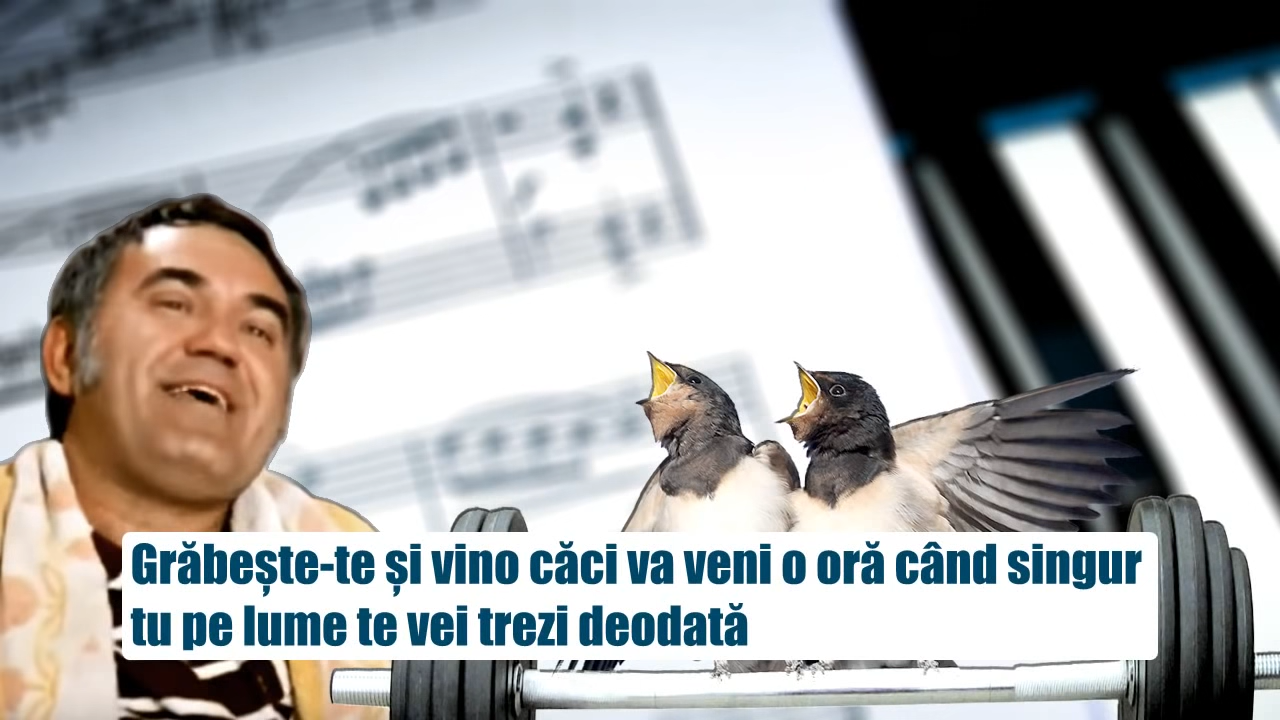 Grăbește-te și vino căci va veni o oră când singur
tu pe lume te vei trezi deodată